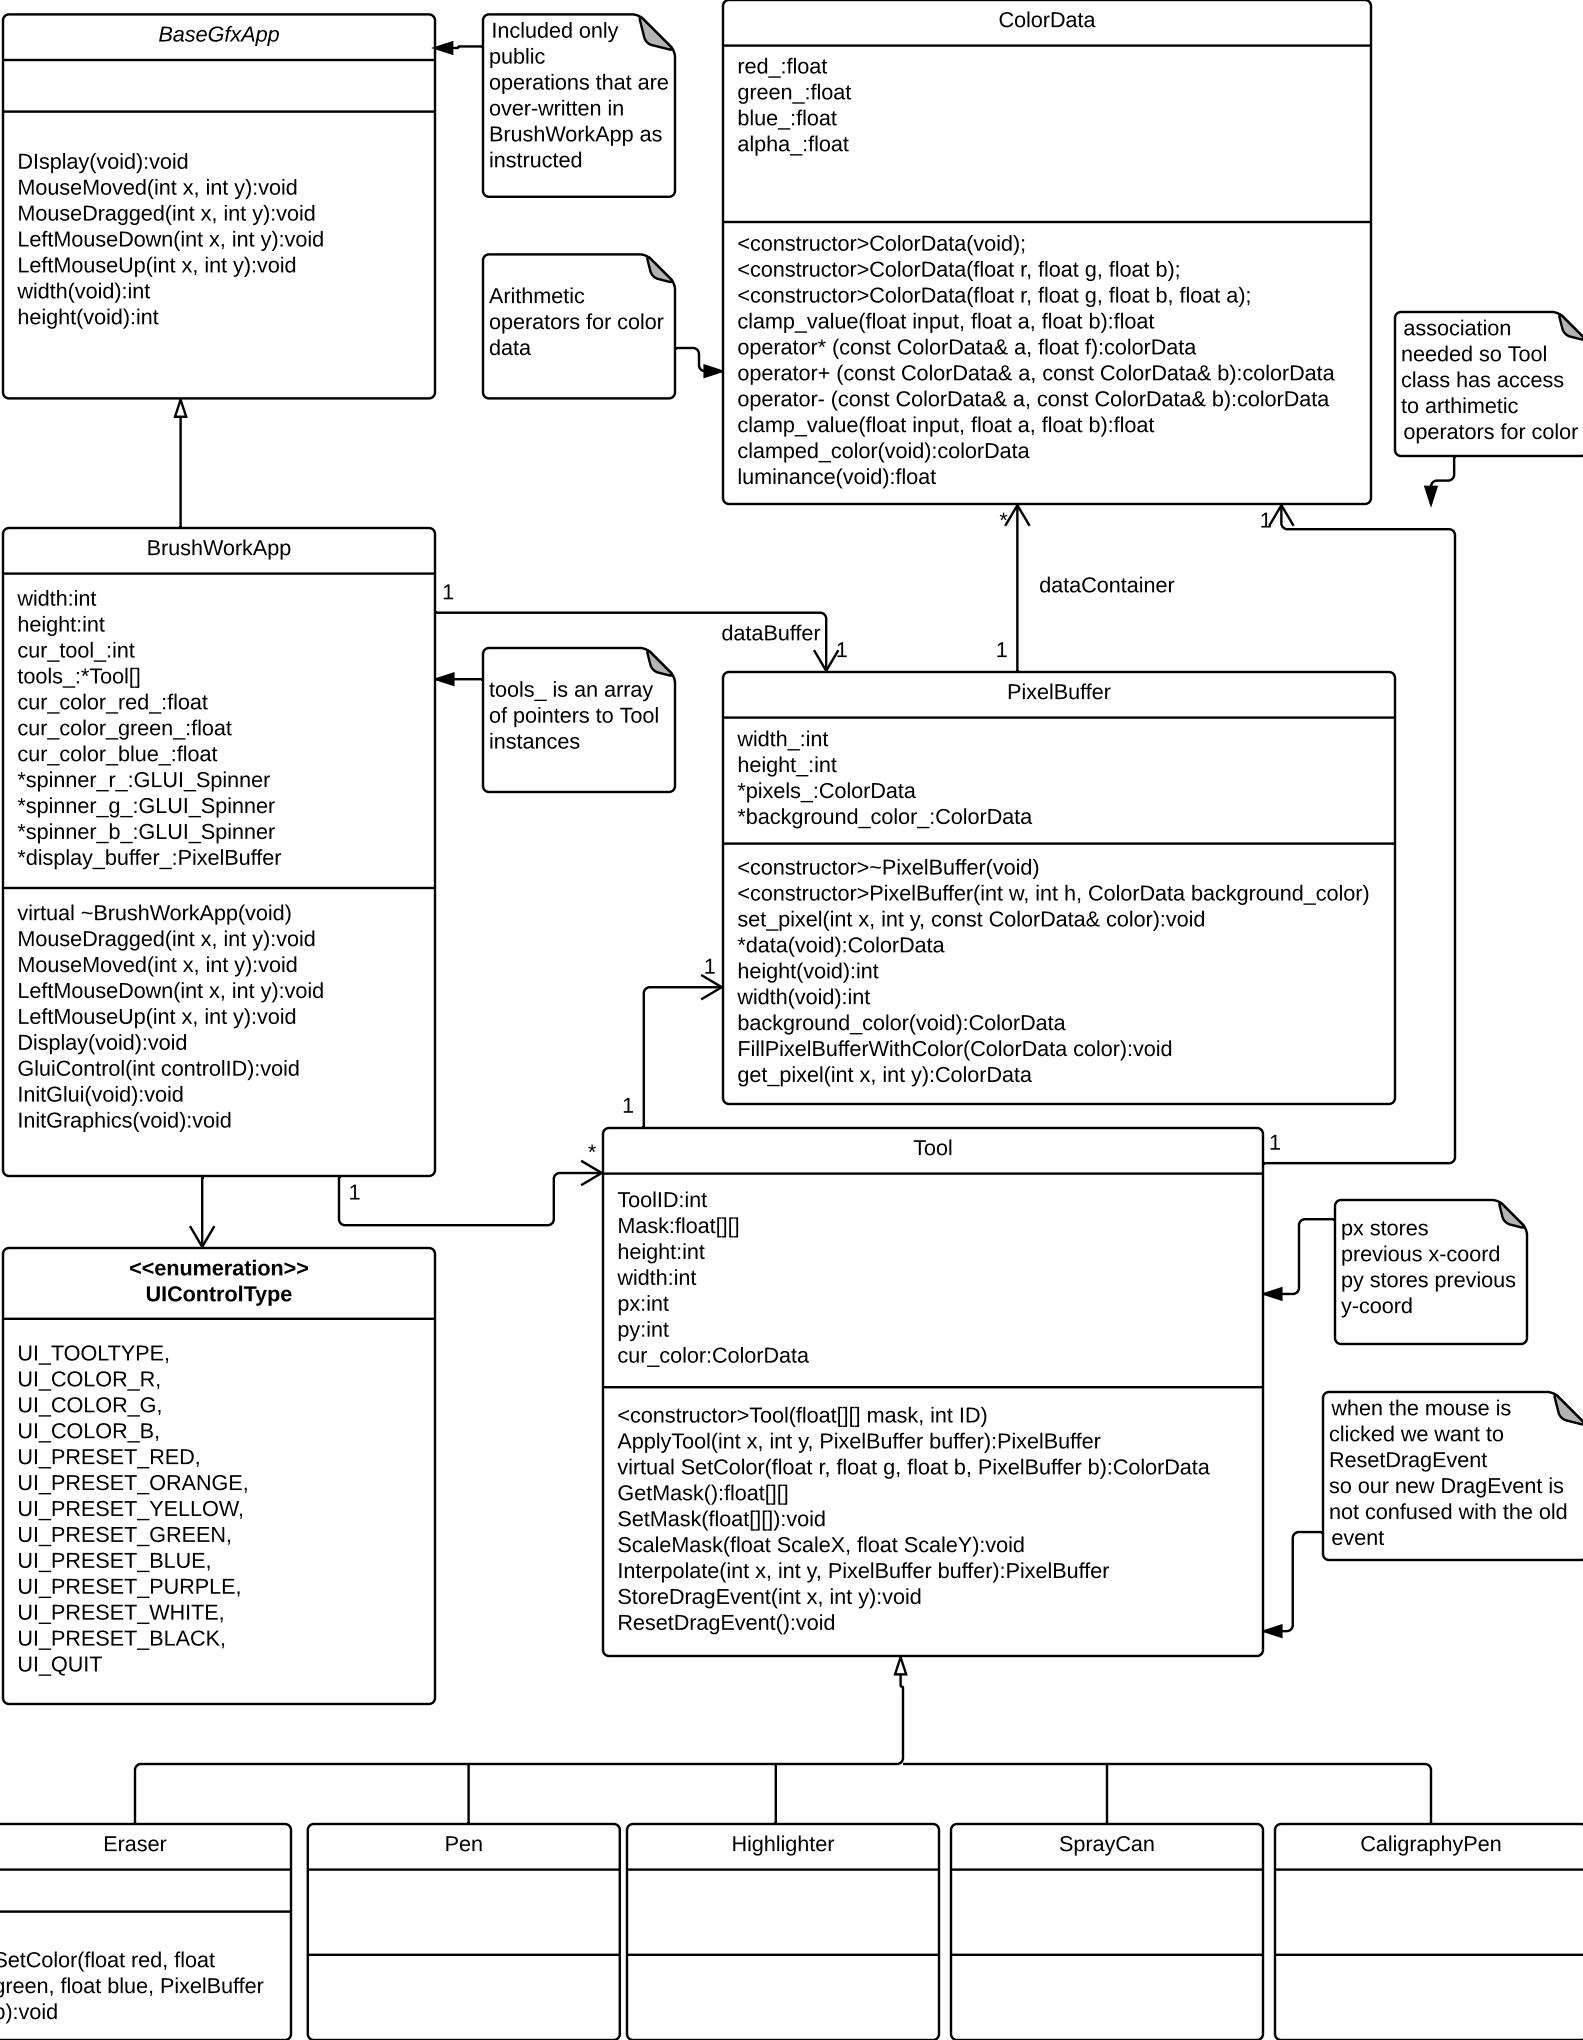 BaseGfxApp
DIsplay(void):void
MouseMoved(int x, int y):void
MouseDragged(int x, int y):void
LeftMouseDown(int x, int y):void
LeftMouseUp(int x, int y):void
width(void):int
height(void):int
Included only
public
operations that are
over-written in
BrushWorkApp as
instructed
Arithmetic
operators for color
data
ColorData
red_:float
green_:float
blue_:float
alpha_:float
<constructor>ColorData(void);
<constructor>ColorData(float r, float g, float b);
<constructor>ColorData(float r, float g, float b, float a);
clamp_value(float input, float a, float b):float
operator* (const ColorData& a, float f):colorData
operator+ (const ColorData& a, const ColorData& b):colorData
operator- (const ColorData& a, const ColorData& b):colorData
clamp_value(float input, float a, float b):float
clamped_color(void):colorData
luminance(void):float
association
needed so Tool
class has access
to arthimetic
operators for color
*
1
dataContainer
1
BrushWorkApp
width:int
height:int
cur_tool_:int
tools_:*Tool[]
cur_color_red_:float
cur_color_green_:float
cur_color_blue_:float
*spinner_r_:GLUI_Spinner
*spinner_g_:GLUI_Spinner
*spinner_b_:GLUI_Spinner
*display_buffer_:PixelBuffer
virtual ~BrushWorkApp(void)
MouseDragged(int x, int y):void
MouseMoved(int x, int y):void
LeftMouseDown(int x, int y):void
LeftMouseUp(int x, int y):void
Display(void):void
GluiControl(int controlID):void
InitGlui(void):void
InitGraphics(void):void
1
dataBuffer
1
tools_ is an array
of pointers to Tool
instances
PixelBuffer
width_:int
height_:int
*pixels_:ColorData
*background_color_:ColorData
<constructor>~PixelBuffer(void)
<constructor>PixelBuffer(int w, int h, ColorData background_color)
set_pixel(int x, int y, const ColorData& color):void
*data(void):ColorData
height(void):int
width(void):int
background_color(void):ColorData
FillPixelBufferWithColor(ColorData color):void
get_pixel(int x, int y):ColorData
1
1
*
1
1
<<enumeration>>
UIControlType
UI_TOOLTYPE,
UI_COLOR_R,
UI_COLOR_G,
UI_COLOR_B,
UI_PRESET_RED,
UI_PRESET_ORANGE,
UI_PRESET_YELLOW,
UI_PRESET_GREEN,
UI_PRESET_BLUE,
UI_PRESET_PURPLE,
UI_PRESET_WHITE,
UI_PRESET_BLACK,
UI_QUIT
Tool
ToolID:int
Mask:float[][]
height:int
width:int
px:int
py:int
cur_color:ColorData
<constructor>Tool(float[][] mask, int ID)
ApplyTool(int x, int y, PixelBuffer buffer):PixelBuffer
virtual SetColor(float r, float g, float b, PixelBuffer b):ColorData
GetMask():float[][]
SetMask(float[][]):void
ScaleMask(float ScaleX, float ScaleY):void
Interpolate(int x, int y, PixelBuffer buffer):PixelBuffer
StoreDragEvent(int x, int y):void
ResetDragEvent():void
px stores
previous x-coord
py stores previous
y-coord
when the mouse is
clicked we want to
ResetDragEvent
so our new DragEvent is
not confused with the old
event
Eraser
SetColor(float red, float
green, float blue, PixelBuffer
b):void
Pen
Highlighter
SprayCan
CaligraphyPen